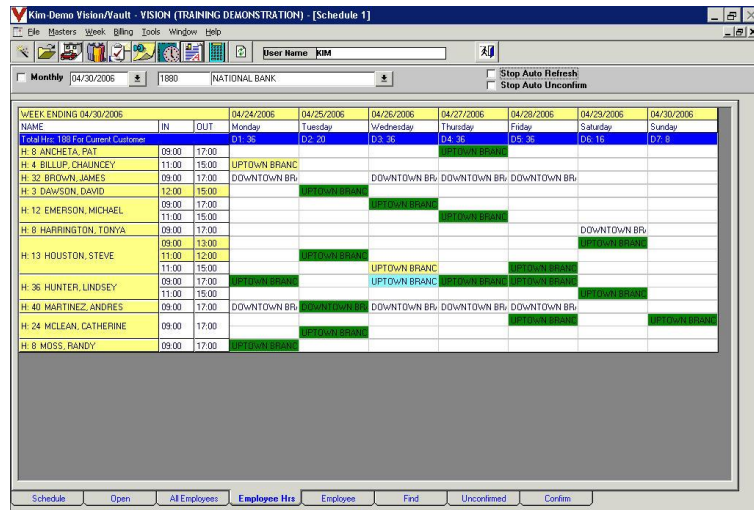 Kim-Demo Vision/Vault - VISION (TRAINING DEMONSTRATION) - [Schedule 1]
File Masters Week Billing Tools Window Help
User Name KIM
Monthly 04/30/2006 1880 NATIONAL BANK Stop Auto Refresh
Stop Auto Unconfirm
WEEK ENDING 04/30/2006 04/24/2006 04/25/2006 04/26/2006 04/27/2006 04/28/2006 04/29/2006 04/30/2006
NAME IN OUT Monday Tuesday Wednesday Thursday Friday Saturday Sunday
Total Hrs: 188 For Current Customer D1: 36 D2: 20 D3: 36 D4: 36 D5: 36 D6: 16 D7: 8
H: 8 ANCHETA, PAT 09:00 17:00 UPTOWN BRANC
H: 4 BILLUP, CHAUNCEY 11:00 15:00 UPTOWN BRANC
H: 32 BROWN, JAMES 09:00 17:00 DOWNTOWN BR DOWNTOWN BR DOWNTOWN BR DOWNTOWN BR
H: 3 DAWSON, DAVID 12:00 15:00 UPTOWN BRANC
H: 12 EMERSON, MICHAEL 09:00 17:00 UPTOWN BRANC
11:00 15:00 UPTOWN BRANC
H: 8 HARRINGTON, TONYA 09:00 17:00 DOWNTOWN BR
H: 13 HOUSTON, STEVE 09:00 13:00 UPTOWN BRANC
11:00 12:00 UPTOWN BRANC
11:00 15:00 UPTOWN BRANC UPTOWN BRANC
H: 36 HUNTER, LINDSEY 09:00 17:00 UPTOWN BRANC UPTOWN BRANC UPTOWN BRANC UPTOWN BRANC
11:00 15:00 UPTOWN BRANC
H: 40 MARTINEZ, ANDRES 09:00 17:00 DOWNTOWN BR DOWNTOWN BR DOWNTOWN BR DOWNTOWN BR DOWNTOWN BR
H: 24 MCLEAN, CATHERINE 09:00 17:00 UPTOWN BRANC UPTOWN BRANC
UPTOWN BRANC
H: 8 MOSS, RANDY 09:00 17:00 UPTOWN BRANC
Schedule Open All Employees Employee Hrs Employee Find Unconfirmed Confirm